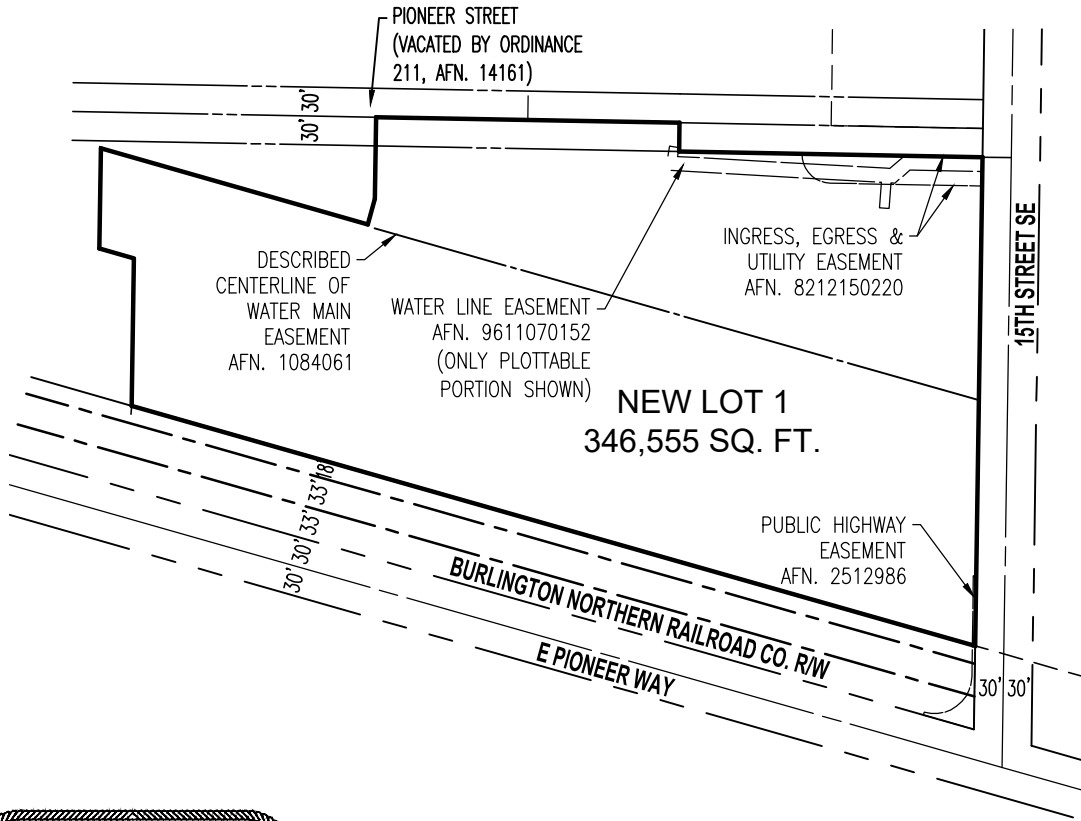 PIONEER STREET
(VACATED BY ORDINANCE
211, AFN. 14161)
30' 30'
30' 30'
DESCRIBED
CENTERLINE OF
WATER MAIN
EASEMENT
AFN. 1084061
WATER LINE EASEMENT
AFN. 9611070152
(ONLY PLOTTABLE
PORTION SHOWN)
INGRESS, EGRESS &
UTILITY EASEMENT
AFN. 8212150220
15TH STREET SE
NEW LOT 1
346,555 SQ. FT.
PUBLIC HIGHWAY
EASEMENT
AFN. 2512986
30' 30' 33' 33' 18'
BURLINGTON NORTHERN RAILROAD CO. R/W
E PIONEER WAY
30' 30'